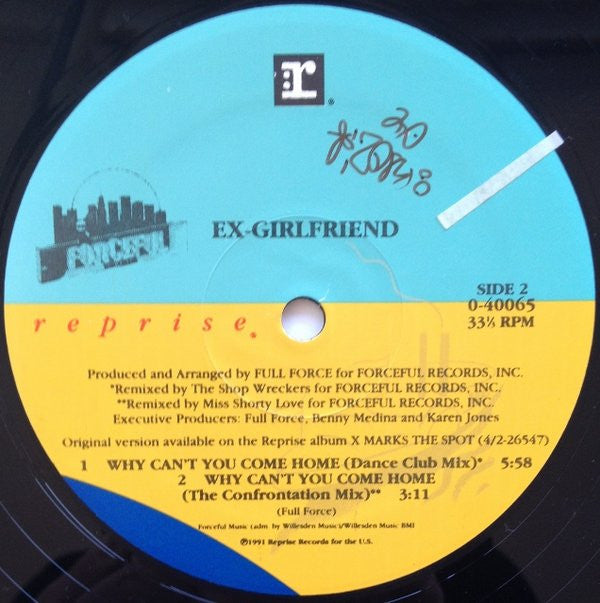 r
®
FORCEFUL
EX-GIRLFRIEND
SIDE 2
0-40065
33⅓ RPM
reprise®
Produced and Arranged by FULL FORCE for FORCEFUL RECORDS, INC.
*Remixed by The Shop Wreckers for FORCEFUL RECORDS, INC.
**Remixed by Miss Shorty Love for FORCEFUL RECORDS, INC.
Executive Producers: Full Force, Benny Medina and Karen Jones
Original version available on the Reprise album X MARKS THE SPOT (4/2-26547)
1 WHY CAN'T YOU COME HOME (Dance Club Mix)* 5:58
2 WHY CAN'T YOU COME HOME
(The Confrontation Mix)** 3:11
(Full Force)
Forceful Music (adm. by Willesden Music)/Willesden Music BMI
℗1991 Reprise Records for the U.S.